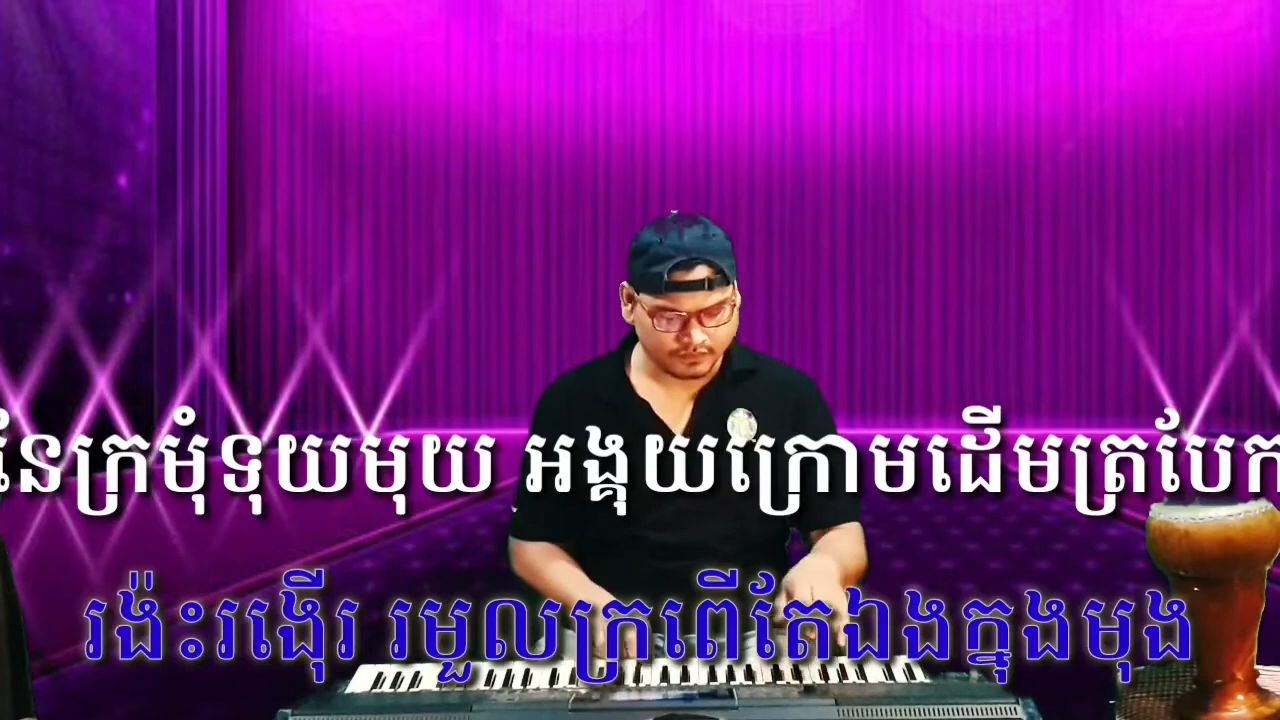 នៃក្រមុំទុយមុយ អង្គុយក្រោមដើមត្របែក
រង៉ះរង៉ើរ រមួលក្រពើតែឯងក្នុងមុង